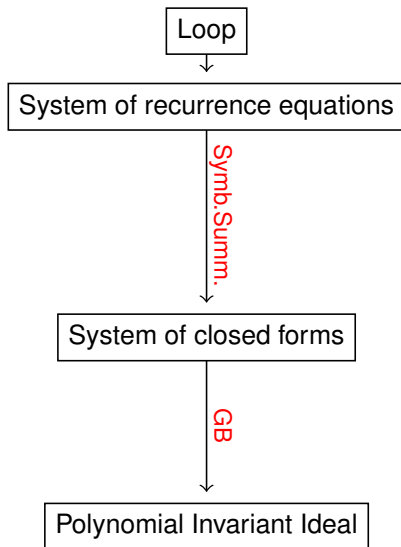 Loop
System of recurrence equations
Symb.Summ.
System of closed forms
GB
Polynomial Invariant Ideal